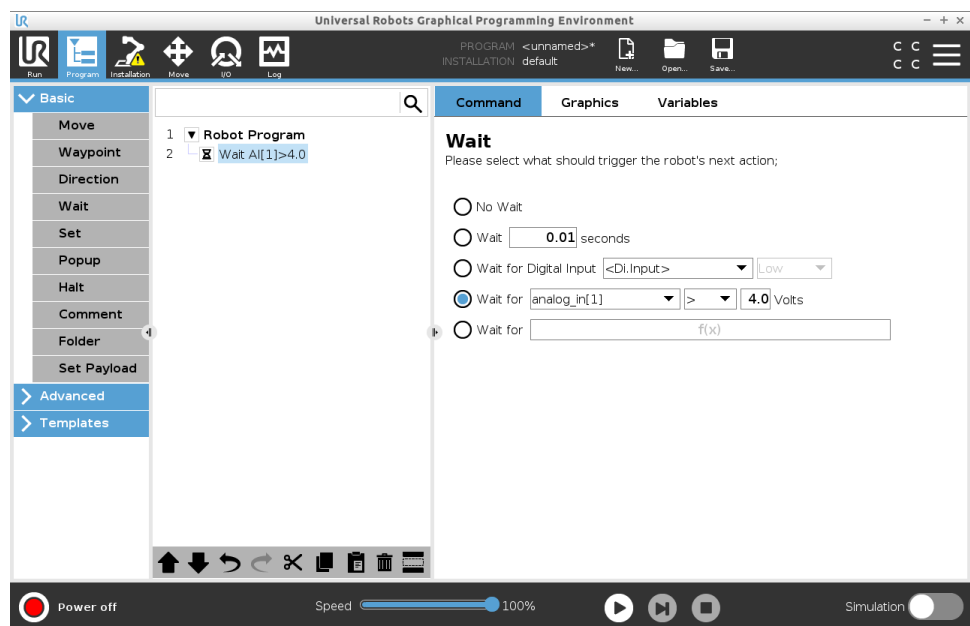 UR Universal Robots Graphical Programming Environment - + ×
UR PROGRAM <unnamed>* C C
INSTALLATION default C C
Run Program Installation Move I/O Log New... Open... Save...
Basic
Move
Waypoint
Direction
Wait
Set
Popup
Halt
Comment
Folder
Set Payload
Advanced
Templates
1 ▼ Robot Program
2 Wait AI[1]>4.0
Command Graphics Variables
Wait
Please select what should trigger the robot's next action;
No Wait
Wait 0.01 seconds
Wait for Digital Input <Di.Input> Low
Wait for analog_in[1] > 4.0 Volts
Wait for f(x)
Power off Speed 100% Simulation